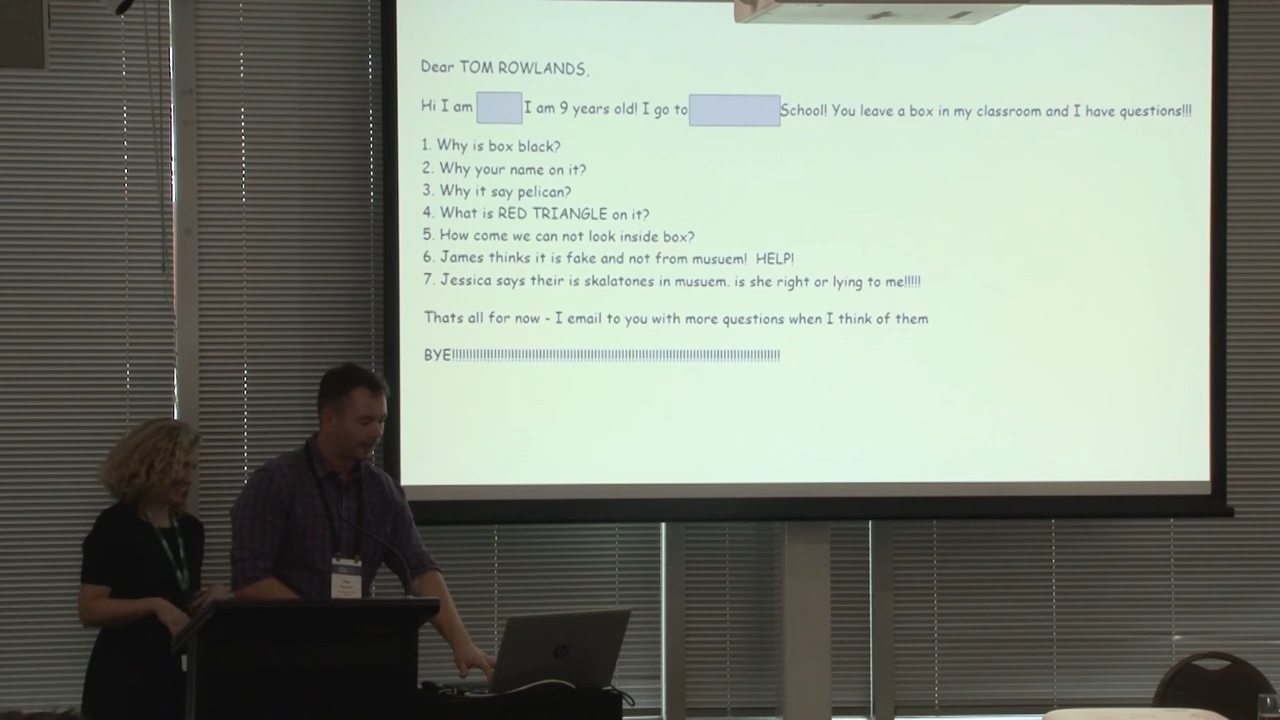 Dear TOM ROWLANDS,
Hi I am I am 9 years old! I go to School! You leave a box in my classroom and I have questions!!!
1. Why is box black?
2. Why your name on it?
3. Why it say pelican?
4. What is RED TRIANGLE on it?
5. How come we can not look inside box?
6. James thinks it is fake and not from musuem! HELP!
7. Jessica says their is skalatones in musuem. is she right or lying to me!!!!!
Thats all for now - I email to you with more questions when I think of them
BYE!!!!!!!!!!!!!!!!!!!!!!!!!!!!!!!!!!!!!!!!!!!!!!!!!!!!!!!!!!!!!!!!!!!!!!!!!!!!!!!!!!!!!!!!!!!
hp